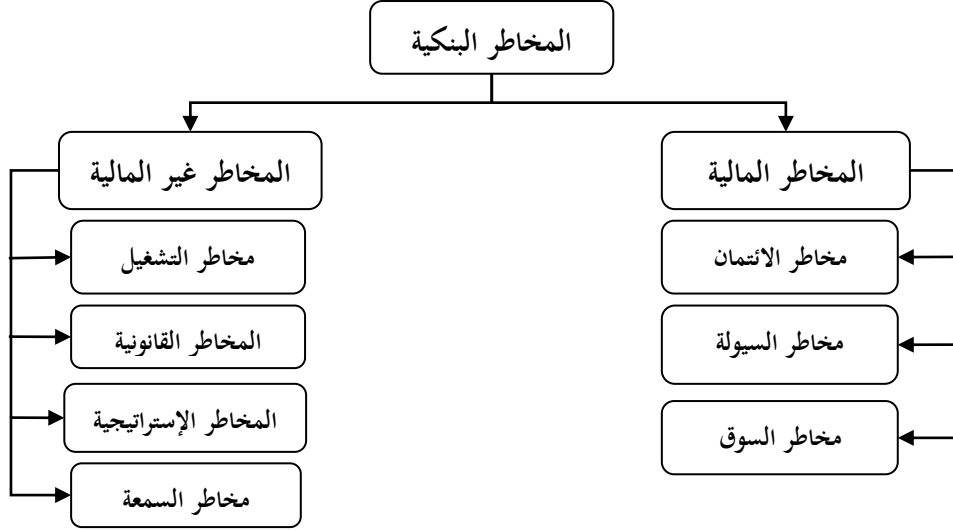 المخاطر البنكية
المخاطر المالية
المخاطر غير المالية
مخاطر الائتمان
مخاطر التشغيل
مخاطر السيولة
المخاطر القانونية
مخاطر السوق
المخاطر الإستراتيجية
مخاطر السمعة